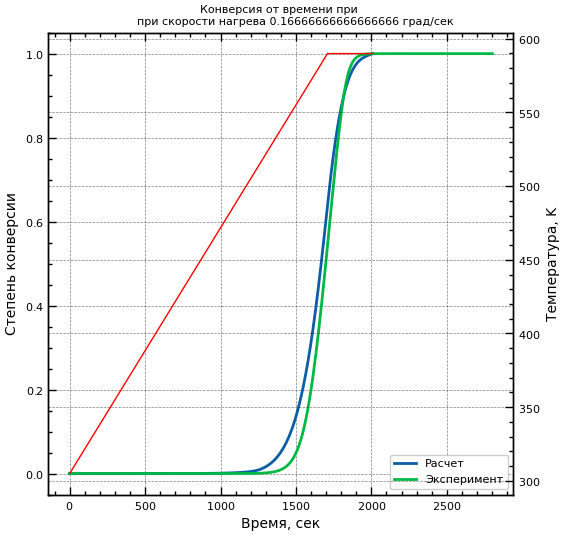 Конверсия от времени при
при скорости нагрева 0.16666666666666666 град/сек
Степень конверсии
1.0
0.8
0.6
0.4
0.2
0.0
600
550
500
450
400
350
300
Температура, K
Расчет
Эксперимент
0 500 1000 1500 2000 2500
Время, сек